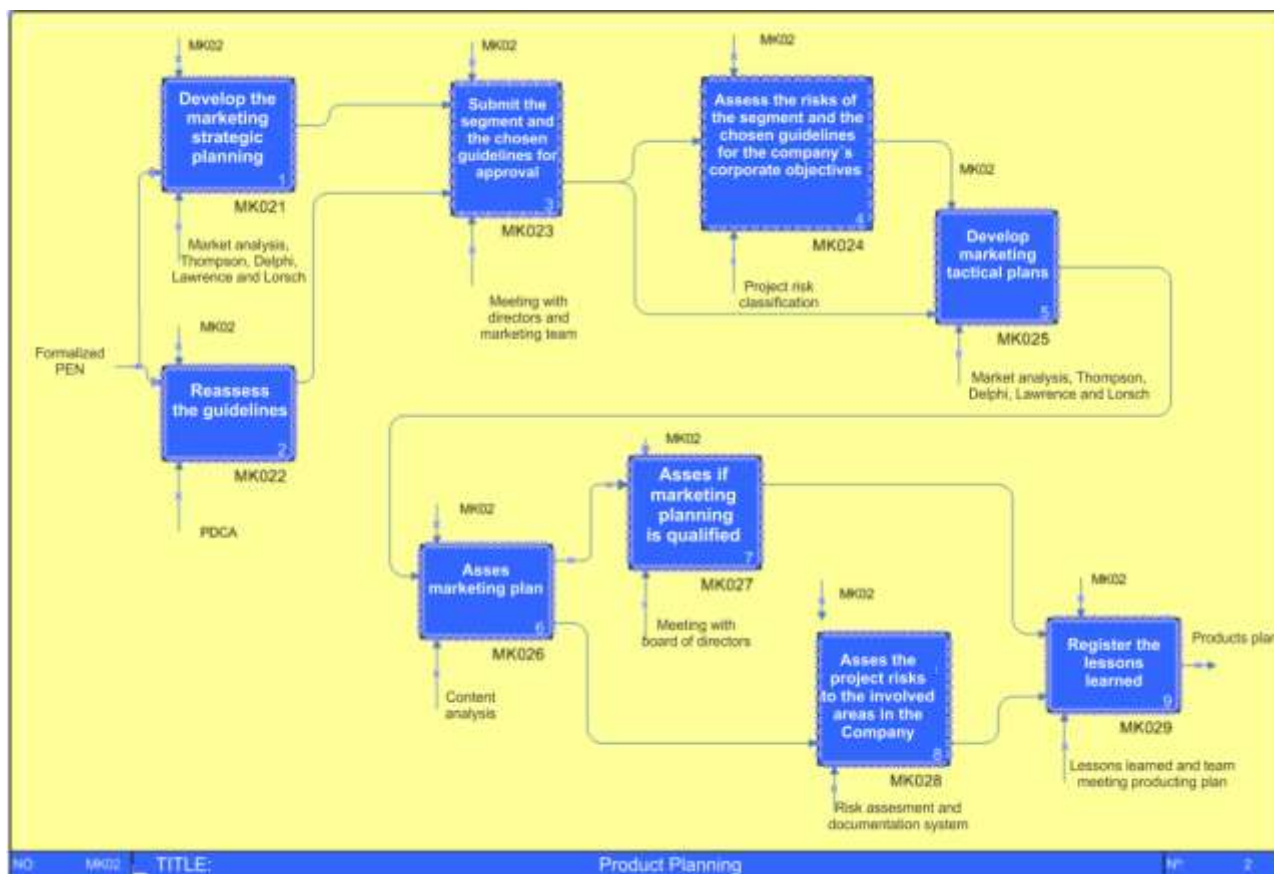 MK02
Develop the
marketing
strategic
planning
1
MK021
Market analysis,
Thompson, Delphi,
Lawrence and Lorsch
MK02
Submit the
segment and
the chosen
guidelines for
approval
3
MK023
Meeting with
directors and
marketing team
MK02
Assess the risks of
the segment and the
chosen guidelines
for the company´s
corporate objectives
4
MK024
Project risk
classification
MK02
Develop
marketing
tactical plans
5
MK025
Market analysis, Thompson,
Delphi, Lawrence and Lorsch
Formalized
PEN
MK02
Reassess
the guidelines
2
MK022
PDCA
MK02
Asses
marketing plan
6
MK026
Content
analysis
MK02
Asses if
marketing
planning
is qualified
7
MK027
Meeting with
board of directors
MK02
Asses the
project risks
to the involved
areas in the
Company
8
MK028
Risk assesment and
documentation system
MK02
Register the
lessons
learned
9
MK029
Lessons learned and team
meeting producting plan
Products plan
NO: MK02 TITLE: Product Planning Nº: 2